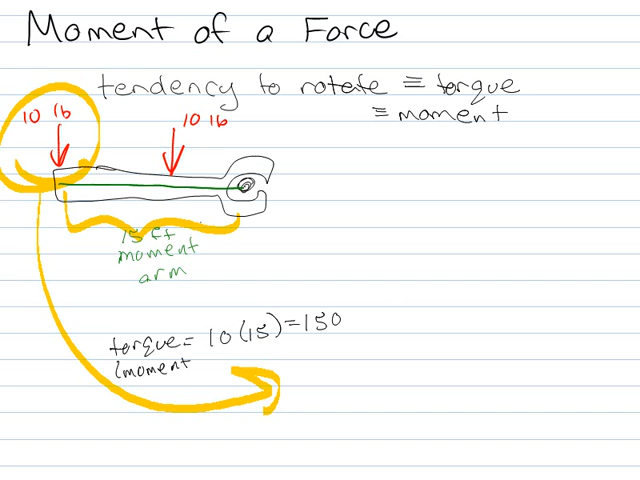 Moment of a Force
tendency to rotate ≡ torque
≡ moment
10 lb
10 lb
15 ft
moment
arm
torque = 10(15) = 150
(moment